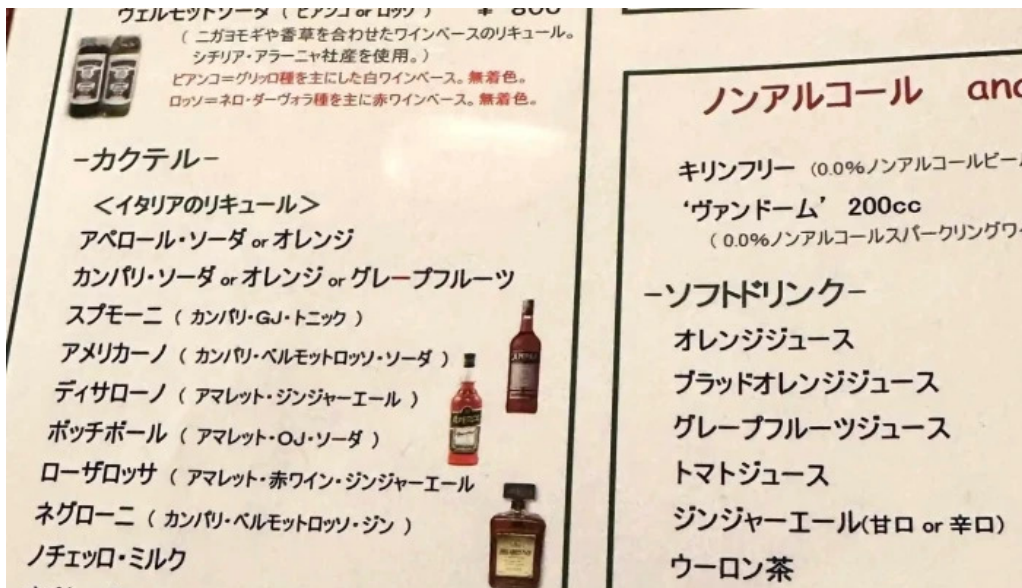 ヴェルモットソーダ ( ビアンコ or ロッソ ) ¥ 800
( ニガヨモギや香草を合わせたワインベースのリキュール。
シチリア・アラーニャ社産を使用。)
ビアンコ=グリッロ種を主にした白ワインベース。無着色。
ロッソ=ネロ・ダーヴォラ種を主に赤ワインベース。無着色。
-カクテル-
<イタリアのリキュール>
アペロール・ソーダ or オレンジ
カンパリ・ソーダ or オレンジ or グレープフルーツ
スプモーニ ( カンパリ・GJ・トニック )
アメリカーノ ( カンパリ・ベルモットロッソ・ソーダ )
ディサローノ ( アマレット・ジンジャーエール )
ボッチボール ( アマレット・OJ・ソーダ )
ローザロッサ ( アマレット・赤ワイン・ジンジャーエール
ネグローニ ( カンパリ・ベルモットロッソ・ジン )
ノチェッロ・ミルク
CAMPARI
ノンアルコール and
キリンフリー (0.0%ノンアルコールビー
'ヴァンドーム' 200cc
( 0.0%ノンアルコールスパークリングワ
-ソフトドリンク-
オレンジジュース
ブラッドオレンジジュース
グレープフルーツジュース
トマトジュース
ジンジャーエール(甘口 or 辛口)
ウーロン茶